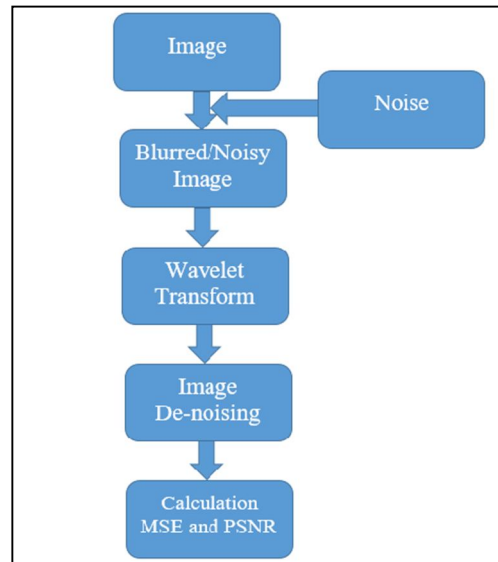 Image
Noise
Blurred/Noisy
Image
Wavelet
Transform
Image
De-noising
Calculation
MSE and PSNR